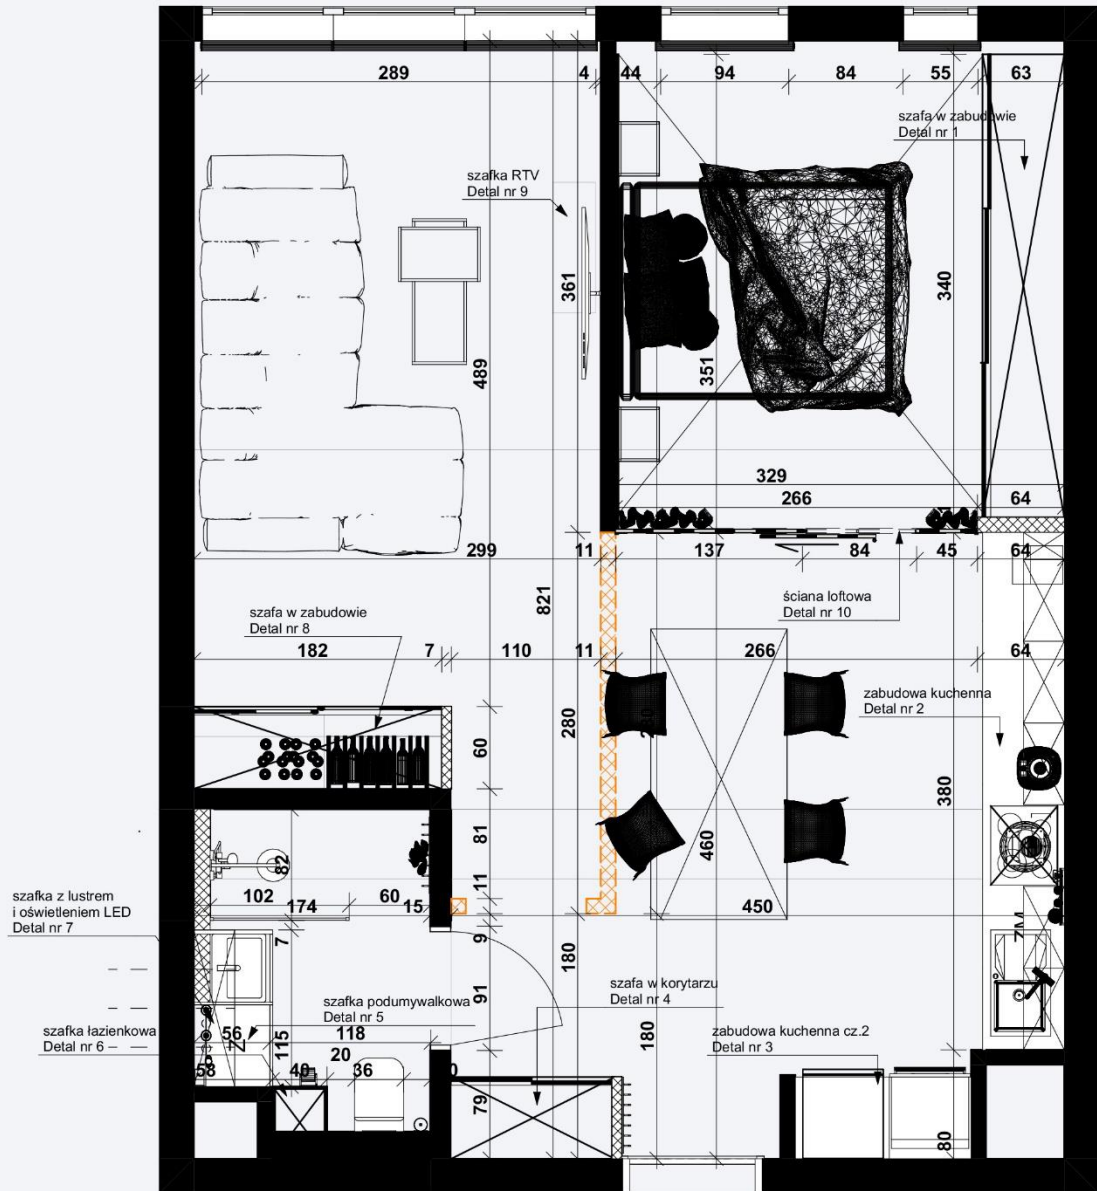 289
4
44
94
84
55
63
szafa w zabudowie
Detal nr 1
szafka RTV
Detal nr 9
361
340
489
351
329
266
64
299
11
137
84
45
64
ściana loftowa
Detal nr 10
821
szafa w zabudowie
Detal nr 8
182
7
110
11
266
64
zabudowa kuchenna
Detal nr 2
280
60
380
81
82
460
szafka z lustrem
i oświetleniem LED
Detal nr 7
102
60
174
15
11
450
ZM
7
9
180
szafa w korytarzu
Detal nr 4
91
szafka podumywalkowa
Detal nr 5
szafka łazienkowa
Detal nr 6
56
Z
115
118
180
zabudowa kuchenna cz.2
Detal nr 3
20
58
40
36
79
80